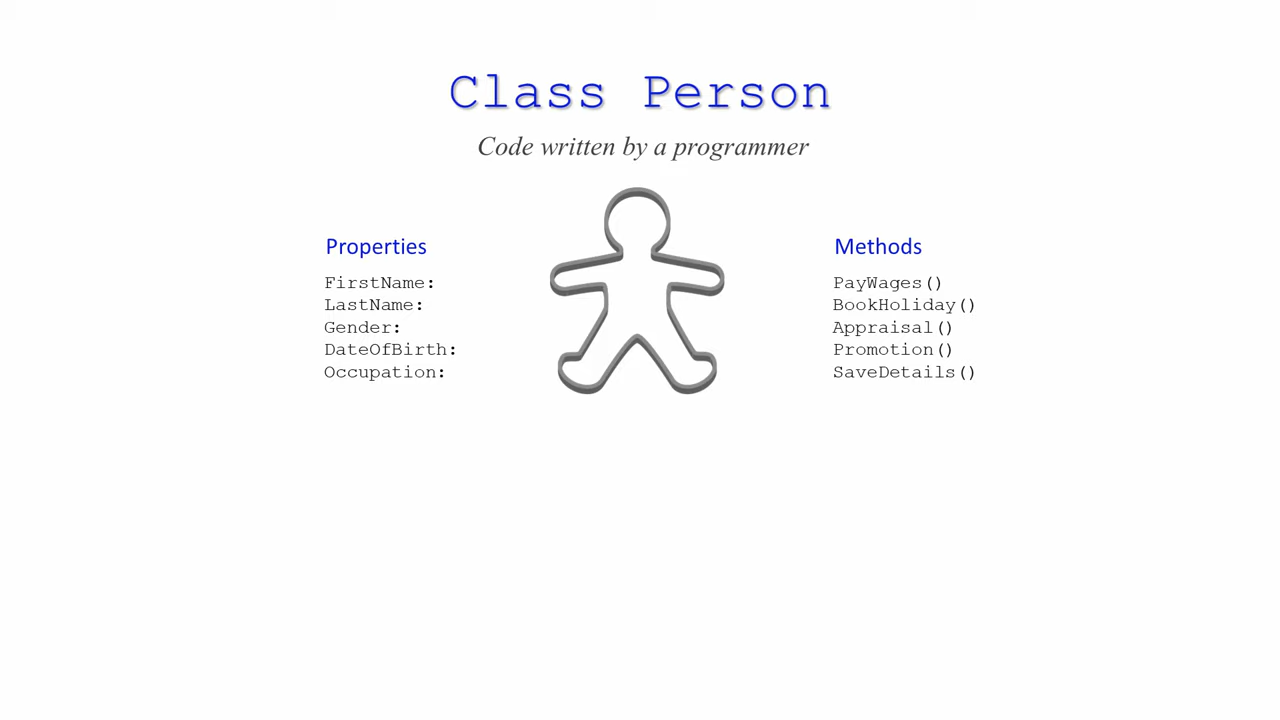 Class Person
Code written by a programmer
Properties
FirstName:
LastName:
Gender:
DateOfBirth:
Occupation:
Methods
PayWages()
BookHoliday()
Appraisal()
Promotion()
SaveDetails()